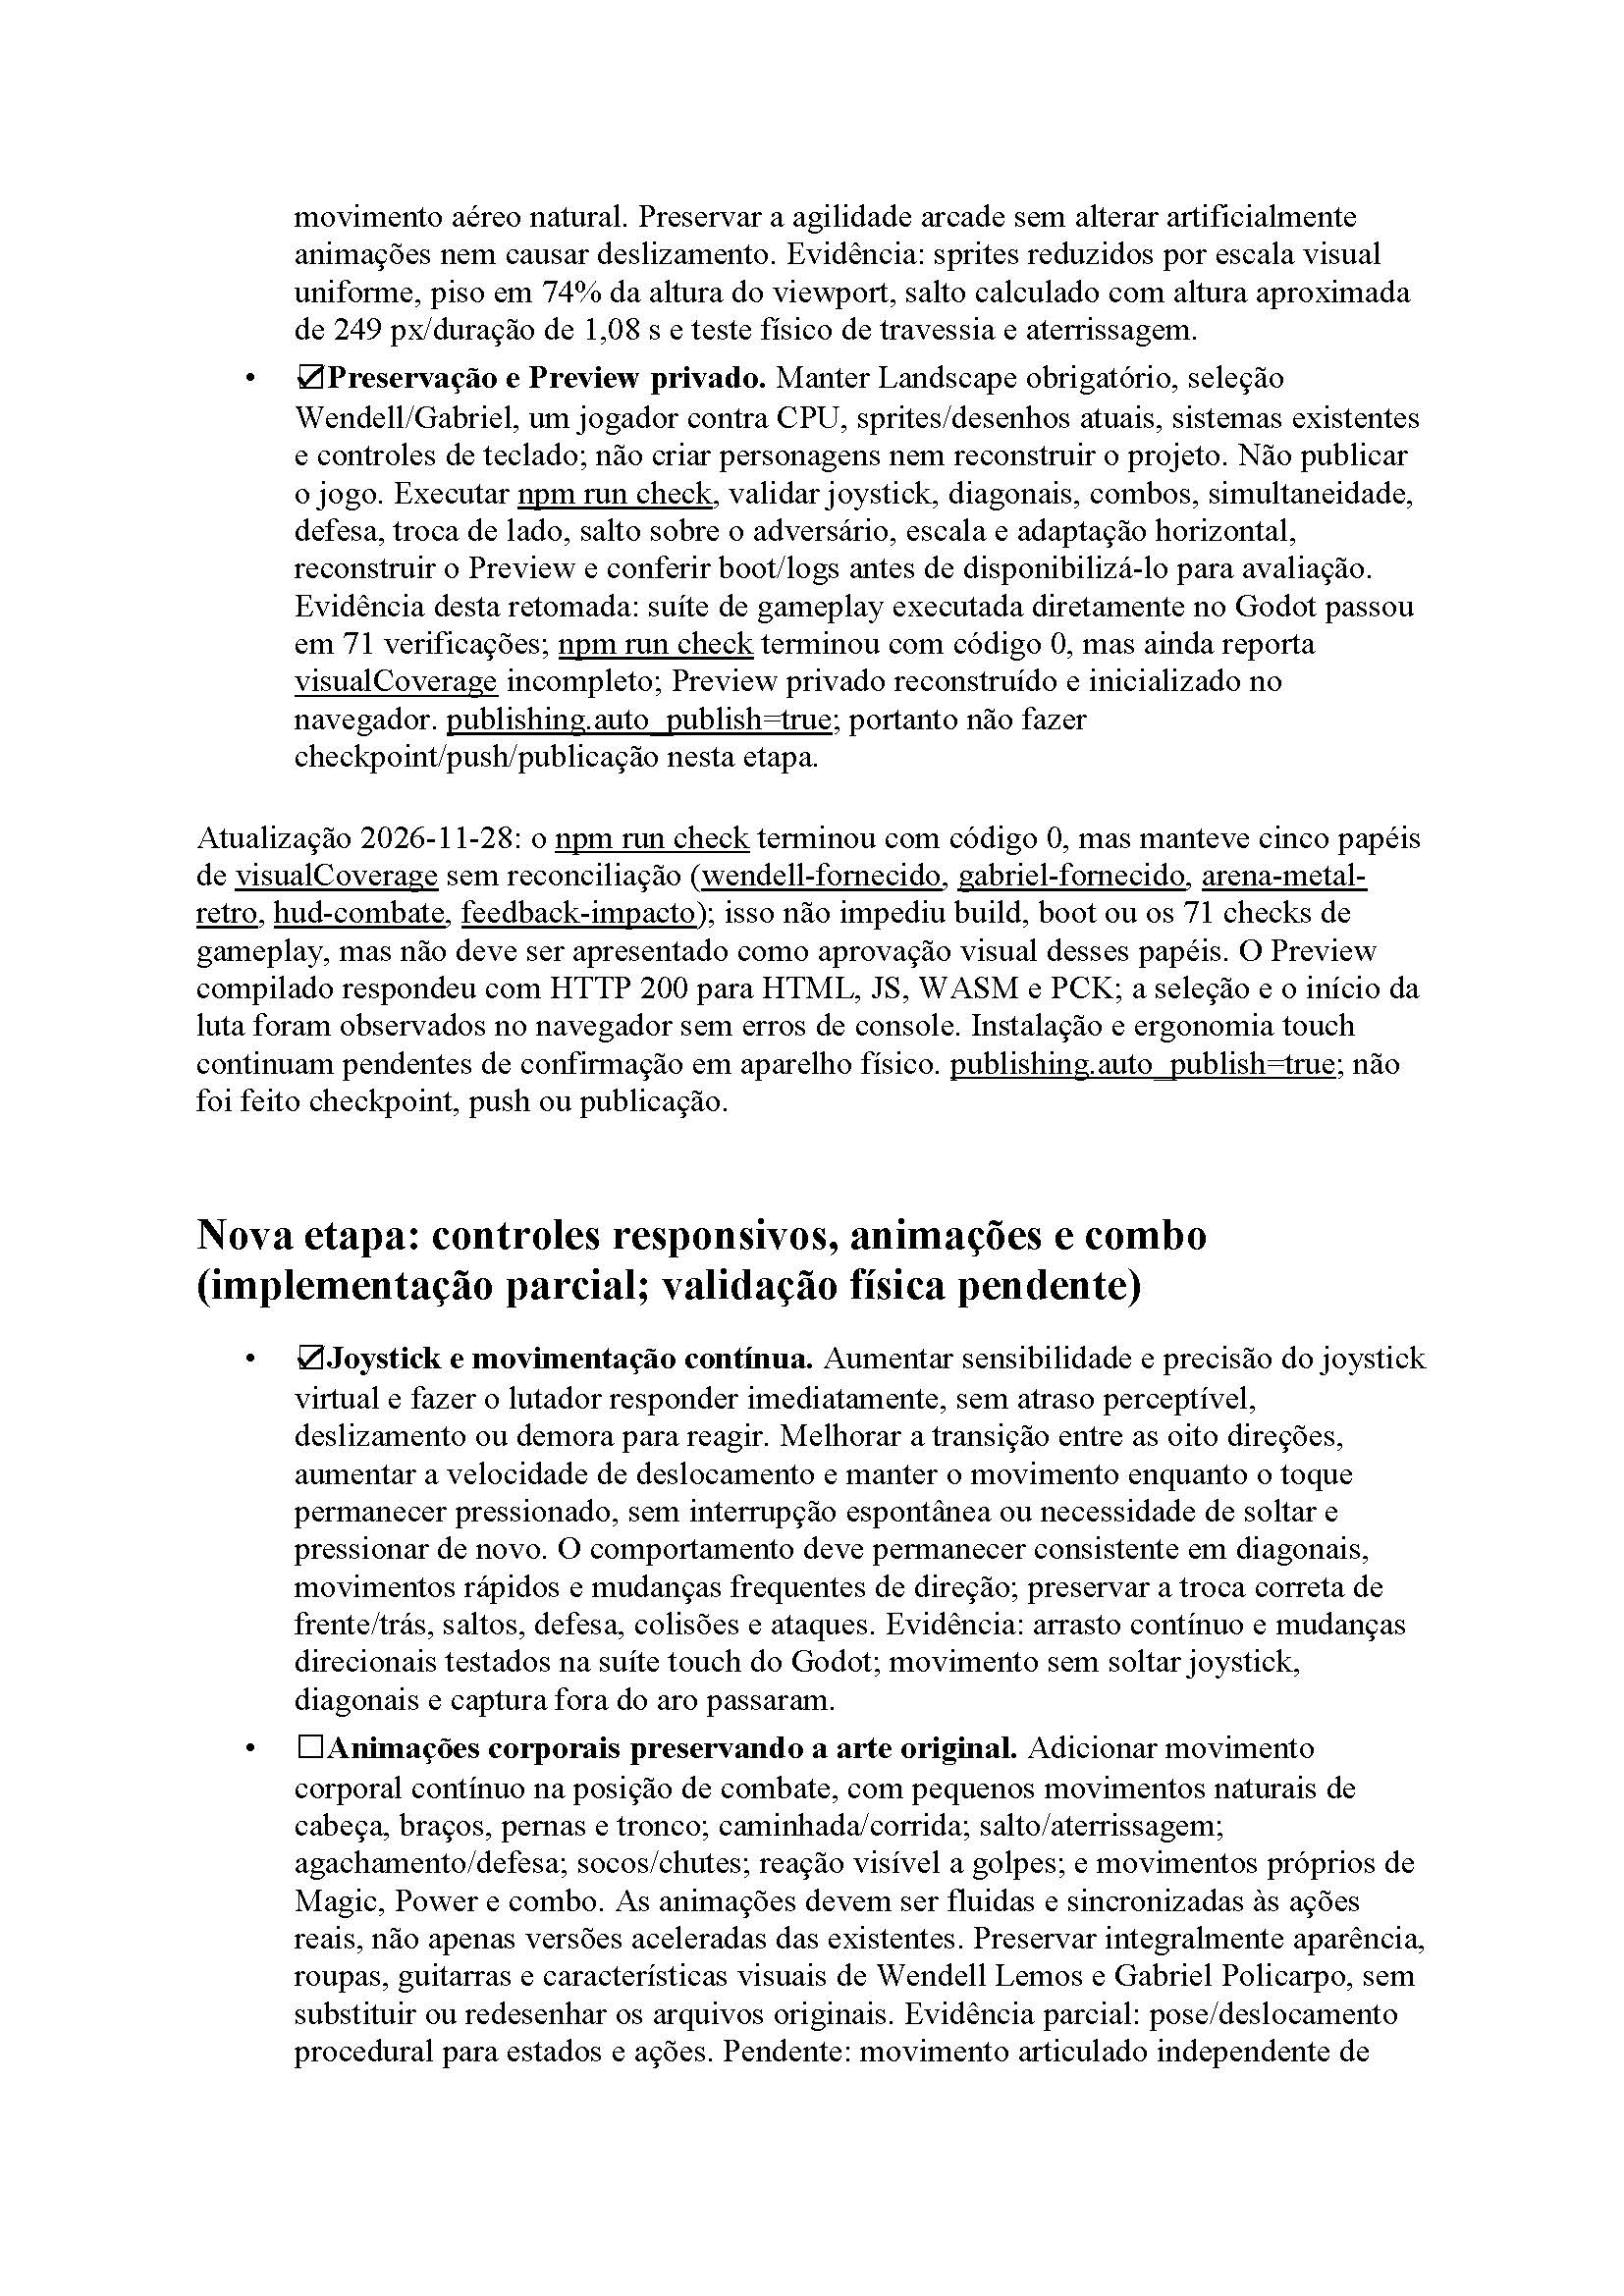 movimento aéreo natural. Preservar a agilidade arcade sem alterar artificialmente
animações nem causar deslizamento. Evidência: sprites reduzidos por escala visual
uniforme, piso em 74% da altura do viewport, salto calculado com altura aproximada
de 249 px/duração de 1,08 s e teste físico de travessia e aterrissagem.
• ☑Preservação e Preview privado. Manter Landscape obrigatório, seleção
Wendell/Gabriel, um jogador contra CPU, sprites/desenhos atuais, sistemas existentes
e controles de teclado; não criar personagens nem reconstruir o projeto. Não publicar
o jogo. Executar npm run check, validar joystick, diagonais, combos, simultaneidade,
defesa, troca de lado, salto sobre o adversário, escala e adaptação horizontal,
reconstruir o Preview e conferir boot/logs antes de disponibilizá-lo para avaliação.
Evidência desta retomada: suíte de gameplay executada diretamente no Godot passou
em 71 verificações; npm run check terminou com código 0, mas ainda reporta
visualCoverage incompleto; Preview privado reconstruído e inicializado no
navegador. publishing.auto_publish=true; portanto não fazer
checkpoint/push/publicação nesta etapa.
Atualização 2026-11-28: o npm run check terminou com código 0, mas manteve cinco papéis
de visualCoverage sem reconciliação (wendell-fornecido, gabriel-fornecido, arena-metal-
retro, hud-combate, feedback-impacto); isso não impediu build, boot ou os 71 checks de
gameplay, mas não deve ser apresentado como aprovação visual desses papéis. O Preview
compilado respondeu com HTTP 200 para HTML, JS, WASM e PCK; a seleção e o início da
luta foram observados no navegador sem erros de console. Instalação e ergonomia touch
continuam pendentes de confirmação em aparelho físico. publishing.auto_publish=true; não
foi feito checkpoint, push ou publicação.
Nova etapa: controles responsivos, animações e combo
(implementação parcial; validação física pendente)
• ☑Joystick e movimentação contínua. Aumentar sensibilidade e precisão do joystick
virtual e fazer o lutador responder imediatamente, sem atraso perceptível,
deslizamento ou demora para reagir. Melhorar a transição entre as oito direções,
aumentar a velocidade de deslocamento e manter o movimento enquanto o toque
permanecer pressionado, sem interrupção espontânea ou necessidade de soltar e
pressionar de novo. O comportamento deve permanecer consistente em diagonais,
movimentos rápidos e mudanças frequentes de direção; preservar a troca correta de
frente/trás, saltos, defesa, colisões e ataques. Evidência: arrasto contínuo e mudanças
direcionais testados na suíte touch do Godot; movimento sem soltar joystick,
diagonais e captura fora do aro passaram.
• ☐Animações corporais preservando a arte original. Adicionar movimento
corporal contínuo na posição de combate, com pequenos movimentos naturais de
cabeça, braços, pernas e tronco; caminhada/corrida; salto/aterrissagem;
agachamento/defesa; socos/chutes; reação visível a golpes; e movimentos próprios de
Magic, Power e combo. As animações devem ser fluidas e sincronizadas às ações
reais, não apenas versões aceleradas das existentes. Preservar integralmente aparência,
roupas, guitarras e características visuais de Wendell Lemos e Gabriel Policarpo, sem
substituir ou redesenhar os arquivos originais. Evidência parcial: pose/deslocamento
procedural para estados e ações. Pendente: movimento articulado independente de